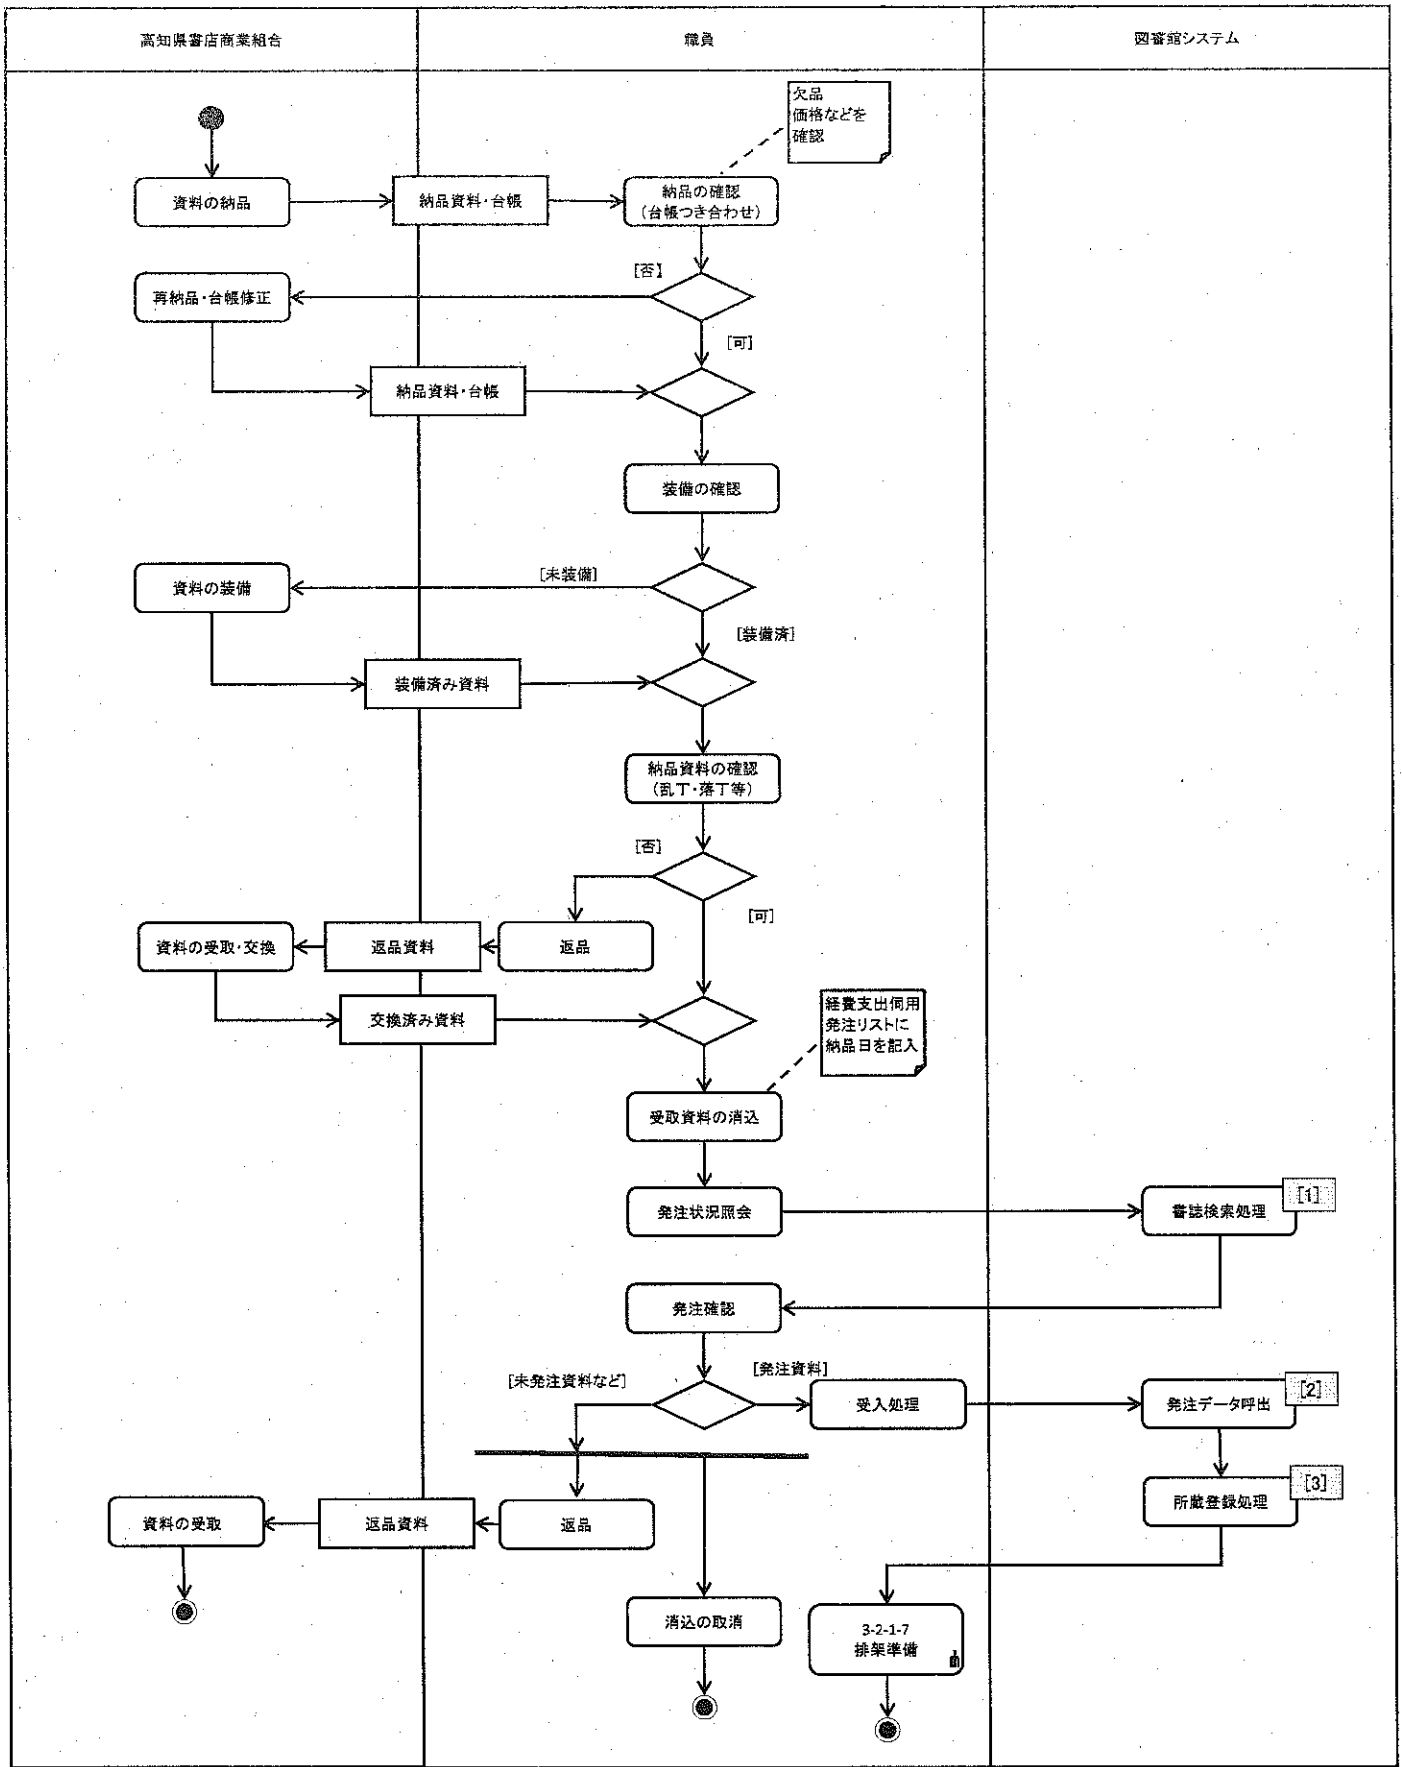 高知県書店商業組合
職員
図書館システム
欠品
価格などを
確認
資料の納品
納品資料・台帳
納品の確認
（台帳つき合わせ）
[否]
再納品・台帳修正
[可]
納品資料・台帳
装備の確認
[未装備]
資料の装備
[装備済]
装備済み資料
納品資料の確認
（乱丁・落丁等）
[否]
[可]
資料の受取・交換
返品資料
返品
交換済み資料
経費支出伺用
発注リストに
納品日を記入
受取資料の消込
発注状況照会
書誌検索処理
[1]
発注確認
[未発注資料など]
[発注資料]
受入処理
発注データ呼出
[2]
所蔵登録処理
[3]
資料の受取
返品資料
返品
消込の取消
3-2-1-7
排架準備